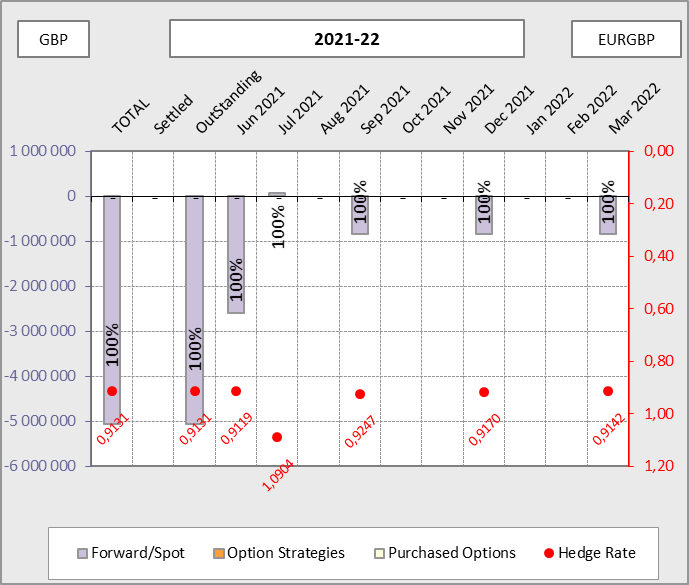 GBP
2021-22
EURGBP
TOTAL
Settled
OutStanding
Jun 2021
Jul 2021
Aug 2021
Sep 2021
Oct 2021
Nov 2021
Dec 2021
Jan 2022
Feb 2022
Mar 2022
1 000 000
0
-1 000 000
-2 000 000
-3 000 000
-4 000 000
-5 000 000
-6 000 000
0,00
0,20
0,40
0,60
0,80
1,00
1,20
100%
100%
100%
100%
100%
100%
100%
0,9131
0,9131
0,9119
1,0904
0,9247
0,9170
0,9142
Forward/Spot
Option Strategies
Purchased Options
Hedge Rate